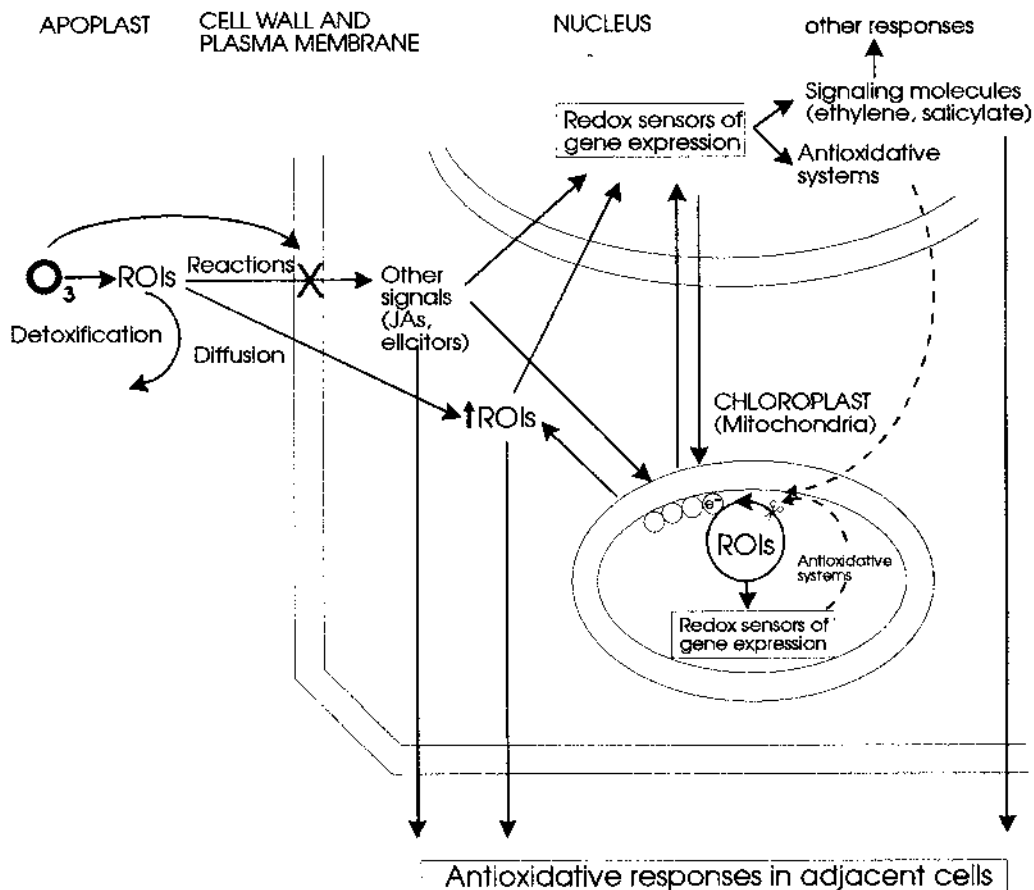 APOPLAST
CELL WALL AND
PLASMA MEMBRANE
NUCLEUS
other responses
Signaling molecules
(ethylene, salicylate)
Redox sensors of
gene expression
Antioxidative
systems
O3
ROIs
Reactions
X
Other
signals
(JAs,
elicitors)
Detoxification
Diffusion
ROIs
CHLOROPLAST
(Mitochondria)
e-
ROIs
Antioxidative
systems
Redox sensors of
gene expression
Antioxidative responses in adjacent cells